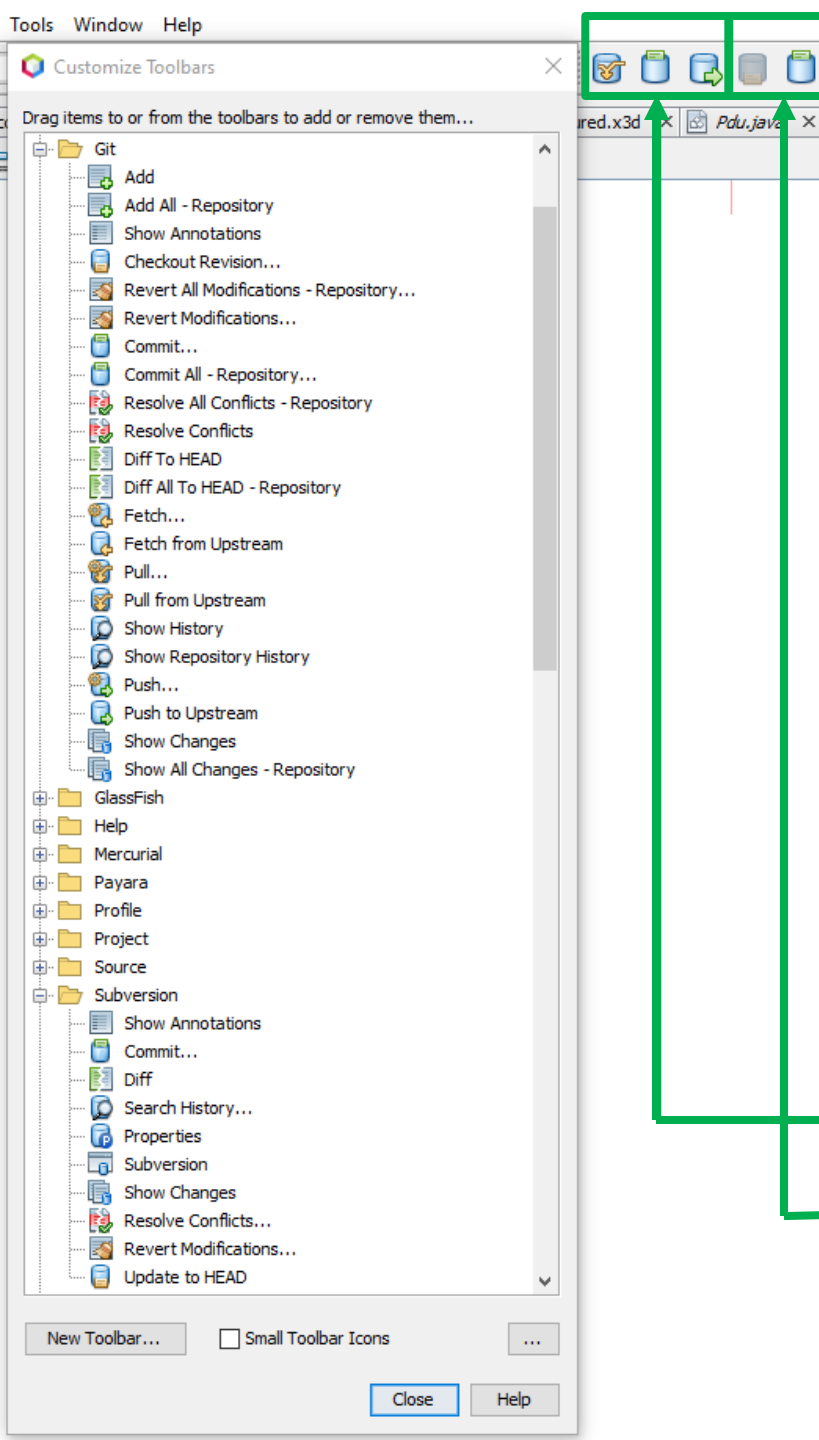 Tools Window Help
Customize Toolbars
Drag items to or from the toolbars to add or remove them...
ured.x3d
Pdu.java
Git
Add
Add All - Repository
Show Annotations
Checkout Revision...
Revert All Modifications - Repository...
Revert Modifications...
Commit...
Commit All - Repository...
Resolve All Conflicts - Repository
Resolve Conflicts
Diff To HEAD
Diff All To HEAD - Repository
Fetch...
Fetch from Upstream
Pull...
Pull from Upstream
Show History
Show Repository History
Push...
Push to Upstream
Show Changes
Show All Changes - Repository
GlassFish
Help
Mercurial
Payara
Profile
Project
Source
Subversion
Show Annotations
Commit...
Diff
Search History...
Properties
Subversion
Show Changes
Resolve Conflicts...
Revert Modifications...
Update to HEAD
New Toolbar... Small Toolbar Icons ...
Close Help